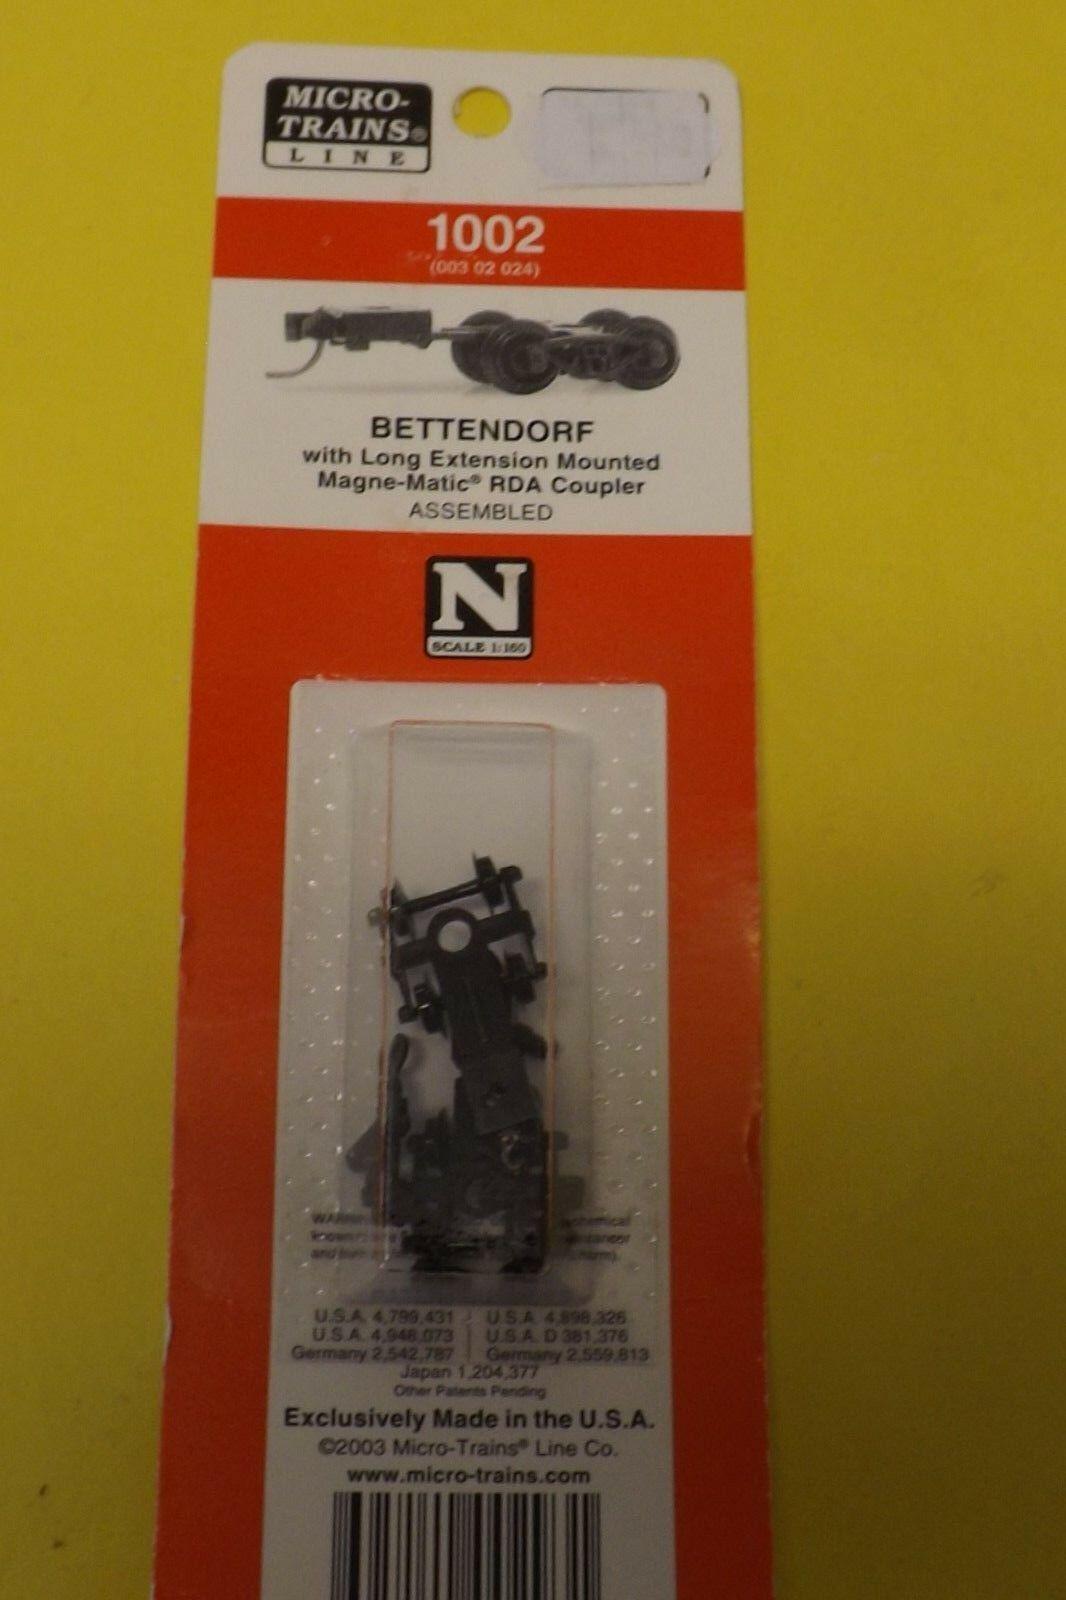 MICRO-
TRAINS®
LINE
1002
(003 02 024)
BETTENDORF
with Long Extension Mounted
Magne-Matic® RDA Coupler
ASSEMBLED
N
SCALE 1:160
and
U.S.A. 4,799,431 U.S.A. 4,898,326
U.S.A. 4,948,073 U.S.A. D 381,376
Germany 2,542,787 Germany 2,559,813
Japan 1,204,377
Other Patents Pending
Exclusively Made in the U.S.A.
©2003 Micro-Trains® Line Co.
www.micro-trains.com